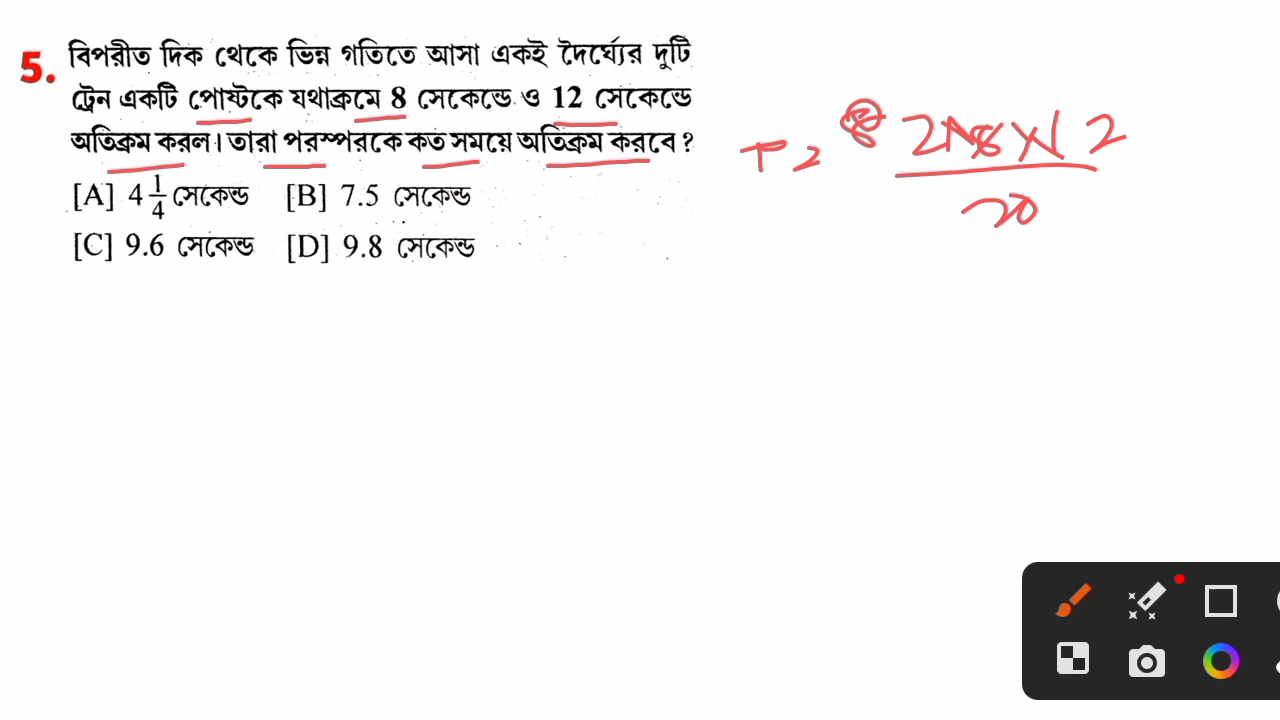 5. বিপরীত দিক থেকে ভিন্ন গতিতে আসা একই দৈর্ঘ্যের দুটি
ট্রেন একটি পোষ্টকে যথাক্রমে 8 সেকেন্ডে ও 12 সেকেন্ডে
অতিক্রম করল। তারা পরস্পরকে কত সময়ে অতিক্রম করবে ?
[A] 4 1/4 সেকেন্ড [B] 7.5 সেকেন্ড
[C] 9.6 সেকেন্ড [D] 9.8 সেকেন্ড
20